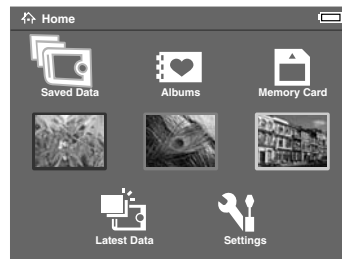 Home
Saved Data
Albums
Memory Card
Latest Data
Settings